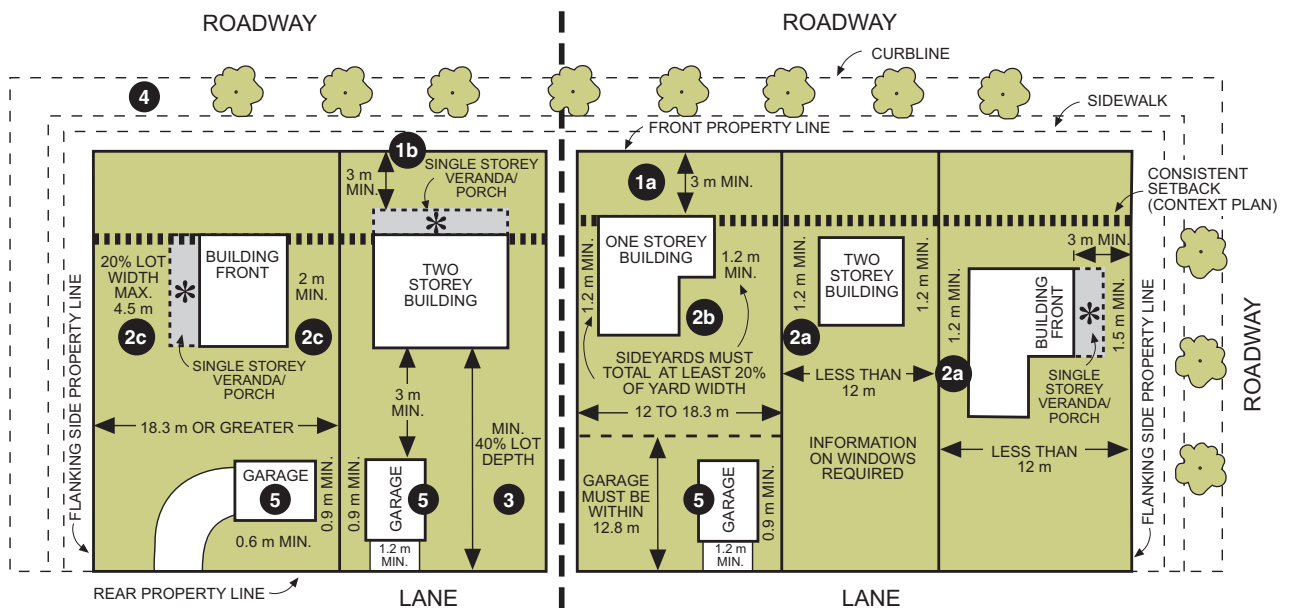 ROADWAY
ROADWAY
CURBLINE
4
SIDEWALK
FRONT PROPERTY LINE
1b
3 m
MIN.
SINGLE STOREY
VERANDA/
PORCH
*
1a
3 m MIN.
CONSISTENT
SETBACK
(CONTEXT PLAN)
20% LOT
WIDTH
MAX.
4.5 m
2c
*
BUILDING
FRONT
2 m
MIN.
2c
SINGLE STOREY
VERANDA/
PORCH
TWO
STOREY
BUILDING
1.2 m MIN.
ONE STOREY
BUILDING
1.2 m
MIN.
2b
SIDEYARDS MUST
TOTAL AT LEAST 20%
OF YARD WIDTH
1.2 m MIN.
2a
TWO
STOREY
BUILDING
1.2 m MIN.
3 m MIN.
1.2 m MIN.
2a
BUILDING
FRONT
*
1.5 m MIN.
SINGLE
STOREY
VERANDA/
PORCH
FLANKING SIDE PROPERTY LINE
18.3 m OR GREATER
3 m
MIN.
MIN.
40% LOT
DEPTH
3
12 TO 18.3 m
LESS THAN
12 m
LESS THAN
12 m
INFORMATION
ON WINDOWS
REQUIRED
GARAGE
5
0.9 m MIN.
0.6 m MIN.
0.9 m MIN.
GARAGE
5
1.2 m
MIN.
GARAGE
MUST BE
WITHIN
12.8 m
5
GARAGE
0.9 m MIN.
1.2 m
MIN.
FLANKING SIDE PROPERTY LINE
ROADWAY
REAR PROPERTY LINE
LANE
LANE